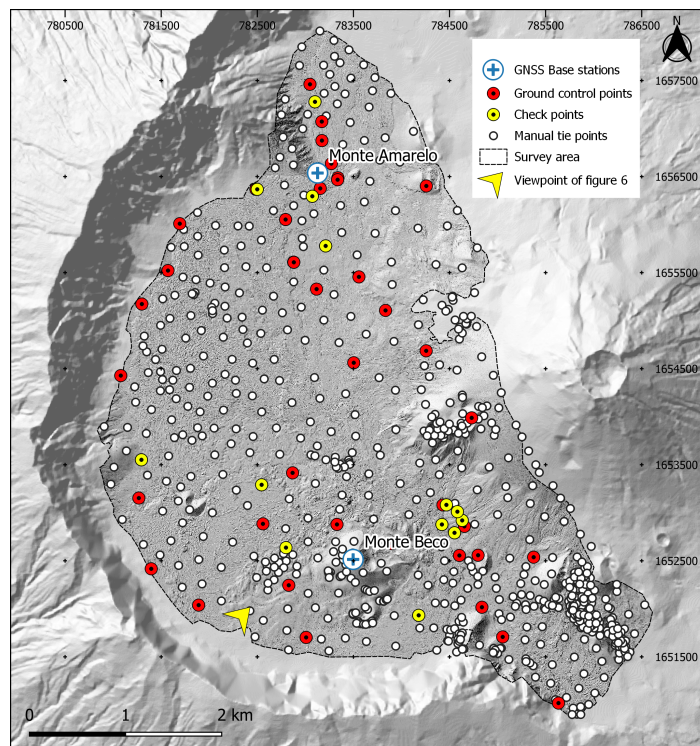 780500 781500 782500 783500 784500 785500 786500
N
GNSS Base stations
1657500
Ground control points
Check points
Manual tie points
Monte Amarelo
Survey area
1656500
Viewpoint of figure 6
1655500
1654500
1653500
Monte Beco
1652500
1651500
0 1 2 km